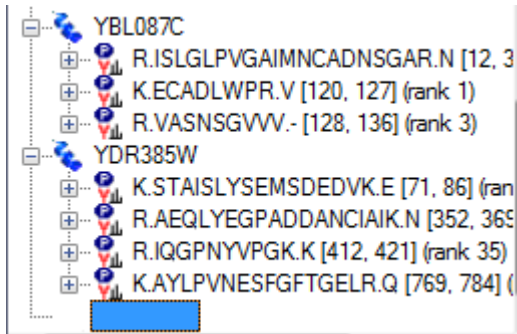 YBL087C
R.ISLGLPVGAIMNCADNSGAR.N [12, 3
K.ECADLWPR.V [120, 127] (rank 1)
R.VASNSGVVV.- [128, 136] (rank 3)
YDR385W
K.STAISLYSEMSDEDVK.E [71, 86] (ran
R.AEQLYEGPADDANCIAIK.N [352, 369
R.IQGPNYVPGK.K [412, 421] (rank 35)
K.AYLPVNESFGFTGELR.Q [769, 784] (